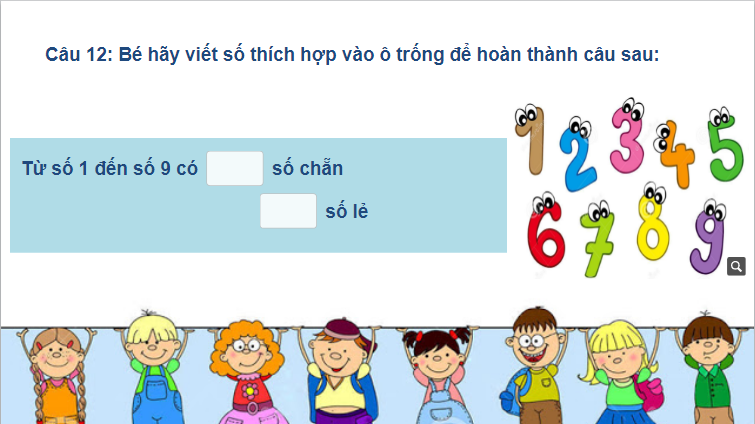 Câu 12: Bé hãy viết số thích hợp vào ô trống để hoàn thành câu sau:
Từ số 1 đến số 9 có số chẵn
số lẻ
1 2 3 4 5
6 7 8 9